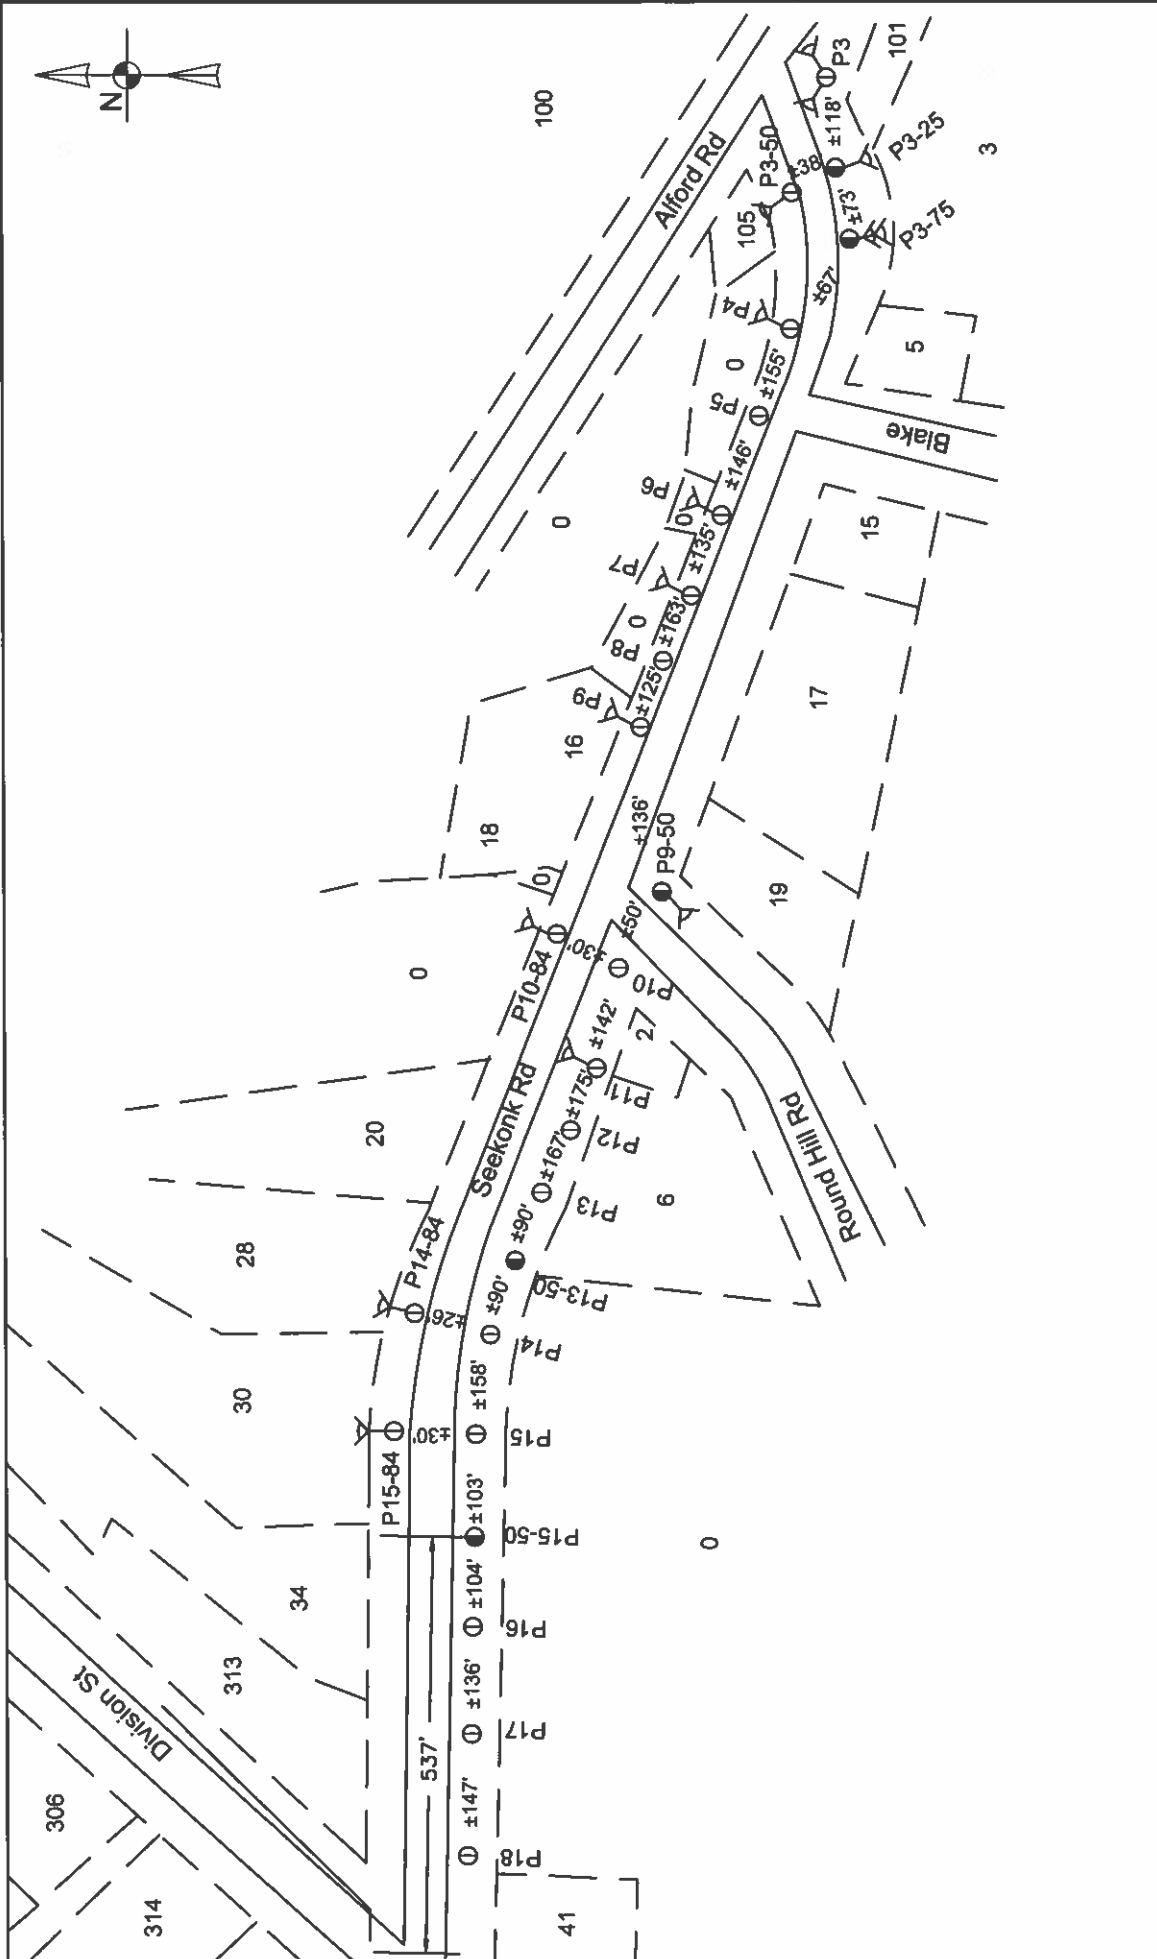 N
100
Alford Rd
101
P3
±118'
P3-25
3
P3-50
±38
±73'
P3-75
105
±67'
P4
5
0
±155'
P5
Blake
±146'
P6
0
0
15
±135'
P7
0
±163'
P8
17
±125'
P9
16
18
±136'
P9-50
19
0
±50'
±30'
P10
P10-84
0
±142'
27
P11
±175'
P12
Seekonk Rd
20
±167'
P13
6
Round Hill Rd
±90'
P13-50
28
P14-84
±26'
±90'
P14
30
±158'
±30'
P15
P15-84
±103'
P15-50
0
34
±104'
P16
313
±136'
P17
Division St
537'
±147'
P18
306
314
41